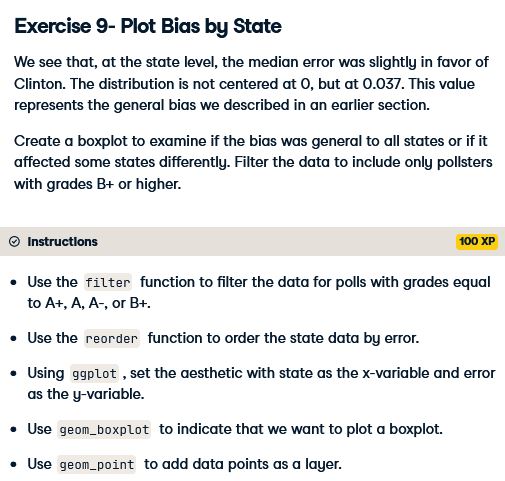 Exercise 9- Plot Bias by State
We see that, at the state level, the median error was slightly in favor of
Clinton. The distribution is not centered at 0, but at 0.037. This value
represents the general bias we described in an earlier section.
Create a boxplot to examine if the bias was general to all states or if it
affected some states differently. Filter the data to include only pollsters
with grades B+ or higher.
Instructions 100 XP
• Use the filter function to filter the data for polls with grades equal
to A+, A, A-, or B+.
• Use the reorder function to order the state data by error.
• Using ggplot , set the aesthetic with state as the x-variable and error
as the y-variable.
• Use geom_boxplot to indicate that we want to plot a boxplot.
• Use geom_point to add data points as a layer.